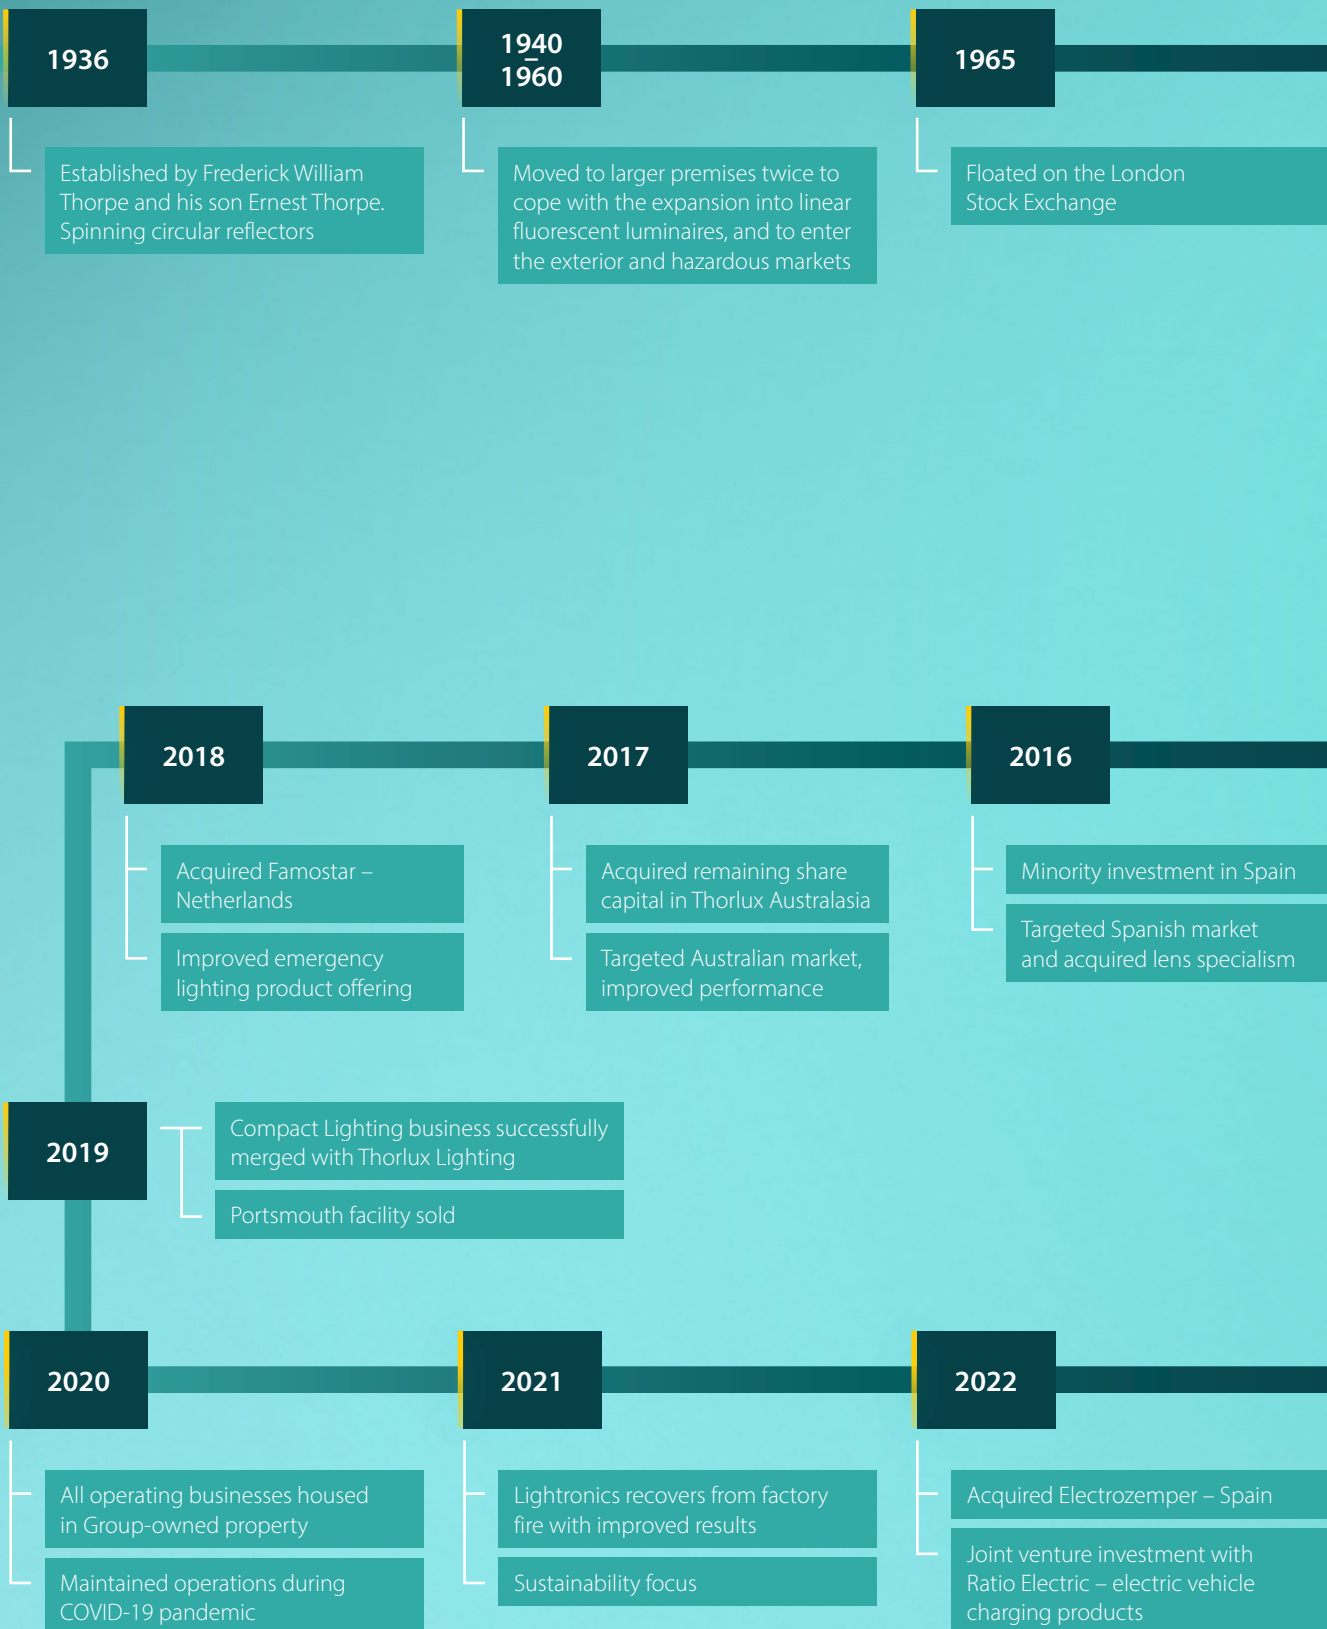 1936
Established by Frederick William
Thorpe and his son Ernest Thorpe.
Spinning circular reflectors
1940
–
1960
Moved to larger premises twice to
cope with the expansion into linear
fluorescent luminaires, and to enter
the exterior and hazardous markets
1965
Floated on the London
Stock Exchange
2018
Acquired Famostar –
Netherlands
Improved emergency
lighting product offering
2017
Acquired remaining share
capital in Thorlux Australasia
Targeted Australian market,
improved performance
2016
Minority investment in Spain
Targeted Spanish market
and acquired lens specialism
2019
Compact Lighting business successfully
merged with Thorlux Lighting
Portsmouth facility sold
2020
All operating businesses housed
in Group-owned property
Maintained operations during
COVID-19 pandemic
2021
Lightronics recovers from factory
fire with improved results
Sustainability focus
2022
Acquired Electrozemper – Spain
Joint venture investment with
Ratio Electric – electric vehicle
charging products